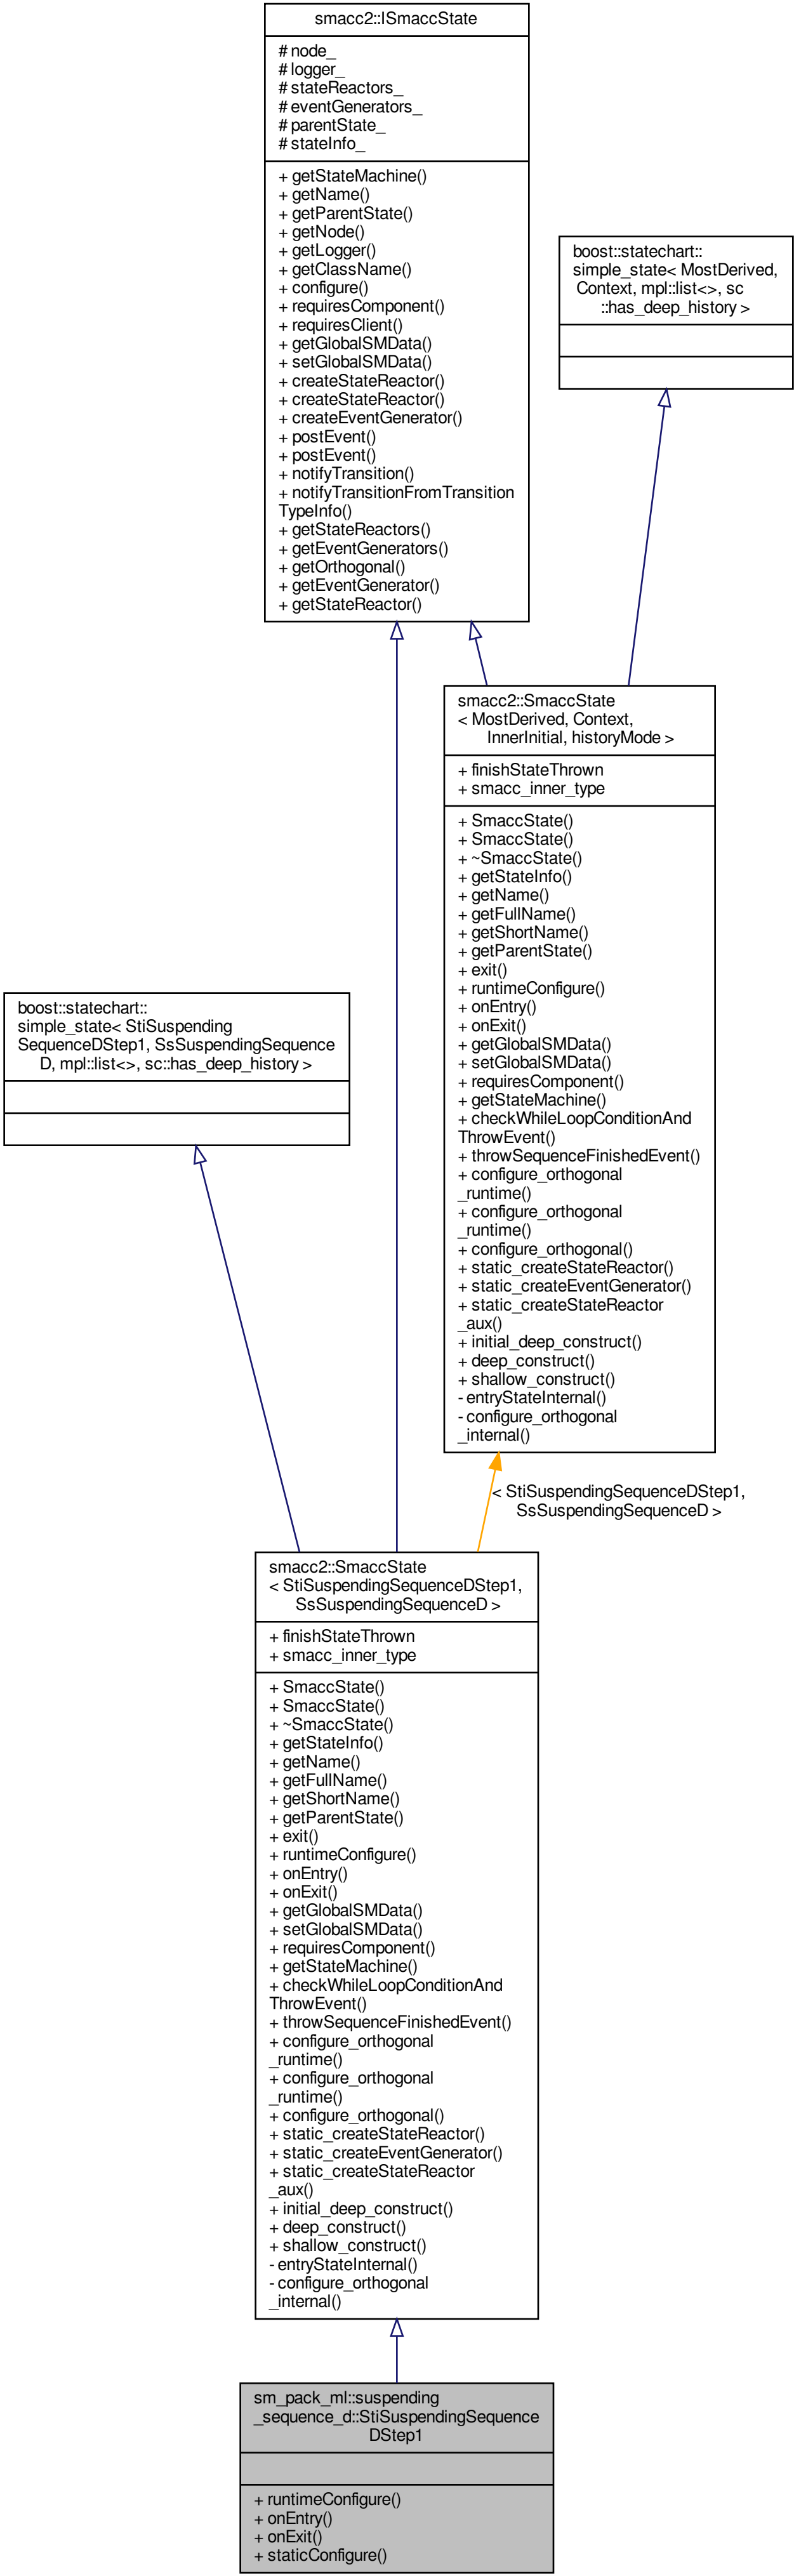 smacc2::ISmaccState
# node_
# logger_
# stateReactors_
# eventGenerators_
# parentState_
# stateInfo_
+ getStateMachine()
+ getName()
+ getParentState()
+ getNode()
+ getLogger()
+ getClassName()
+ configure()
+ requiresComponent()
+ requiresClient()
+ getGlobalSMData()
+ setGlobalSMData()
+ createStateReactor()
+ createStateReactor()
+ createEventGenerator()
+ postEvent()
+ postEvent()
+ notifyTransition()
+ notifyTransitionFromTransition
TypeInfo()
+ getStateReactors()
+ getEventGenerators()
+ getOrthogonal()
+ getEventGenerator()
+ getStateReactor()
boost::statechart::
simple_state< MostDerived,
Context, mpl::list<>, sc
::has_deep_history >
smacc2::SmaccState
< MostDerived, Context,
InnerInitial, historyMode >
+ finishStateThrown
+ smacc_inner_type
+ SmaccState()
+ SmaccState()
+ ~SmaccState()
+ getStateInfo()
+ getName()
+ getFullName()
+ getShortName()
+ getParentState()
+ exit()
+ runtimeConfigure()
+ onEntry()
+ onExit()
+ getGlobalSMData()
+ setGlobalSMData()
+ requiresComponent()
+ getStateMachine()
+ checkWhileLoopConditionAnd
ThrowEvent()
+ throwSequenceFinishedEvent()
+ configure_orthogonal
_runtime()
+ configure_orthogonal
_runtime()
+ configure_orthogonal()
+ static_createStateReactor()
+ static_createEventGenerator()
+ static_createStateReactor
_aux()
+ initial_deep_construct()
+ deep_construct()
+ shallow_construct()
- entryStateInternal()
- configure_orthogonal
_internal()
boost::statechart::
simple_state< StiSuspending
SequenceDStep1, SsSuspendingSequence
D, mpl::list<>, sc::has_deep_history >
< StiSuspendingSequenceDStep1,
SsSuspendingSequenceD >
smacc2::SmaccState
< StiSuspendingSequenceDStep1,
SsSuspendingSequenceD >
+ finishStateThrown
+ smacc_inner_type
+ SmaccState()
+ SmaccState()
+ ~SmaccState()
+ getStateInfo()
+ getName()
+ getFullName()
+ getShortName()
+ getParentState()
+ exit()
+ runtimeConfigure()
+ onEntry()
+ onExit()
+ getGlobalSMData()
+ setGlobalSMData()
+ requiresComponent()
+ getStateMachine()
+ checkWhileLoopConditionAnd
ThrowEvent()
+ throwSequenceFinishedEvent()
+ configure_orthogonal
_runtime()
+ configure_orthogonal
_runtime()
+ configure_orthogonal()
+ static_createStateReactor()
+ static_createEventGenerator()
+ static_createStateReactor
_aux()
+ initial_deep_construct()
+ deep_construct()
+ shallow_construct()
- entryStateInternal()
- configure_orthogonal
_internal()
sm_pack_ml::suspending
_sequence_d::StiSuspendingSequence
DStep1
+ runtimeConfigure()
+ onEntry()
+ onExit()
+ staticConfigure()